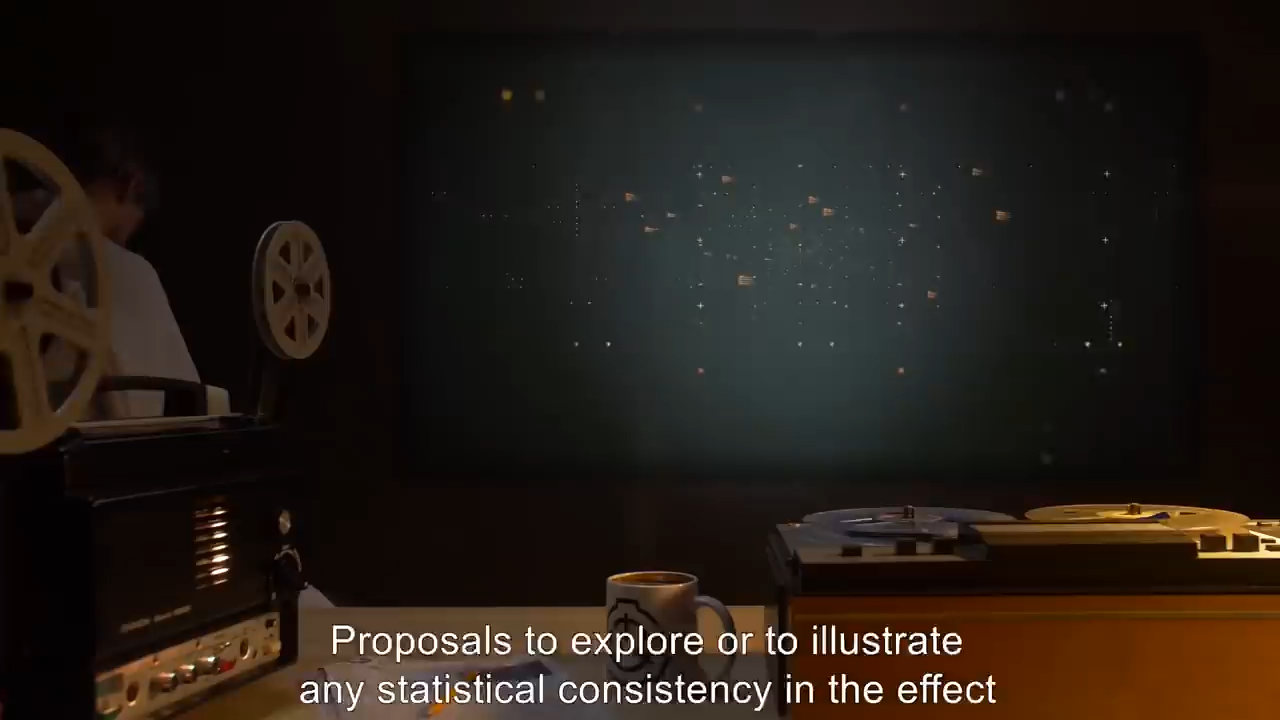 Proposals to explore or to illustrate
any statistical consistency in the effect